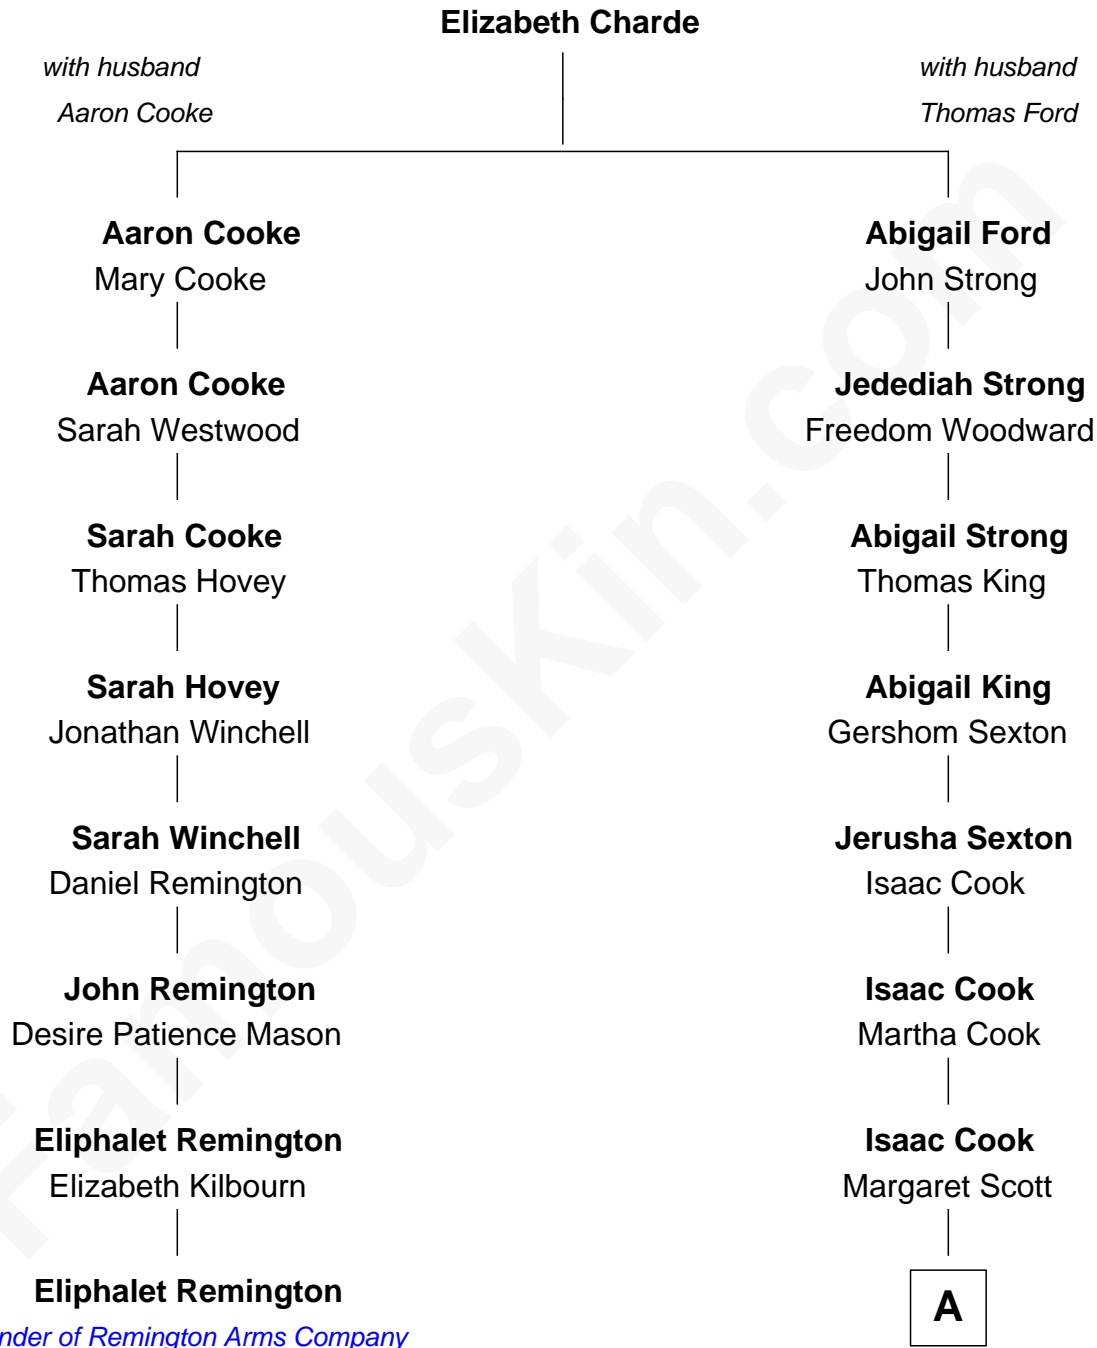 Elizabeth Charde
with husband
Aaron Cooke
with husband
Thomas Ford
Aaron Cooke
Mary Cooke
Abigail Ford
John Strong
Aaron Cooke
Sarah Westwood
Jedediah Strong
Freedom Woodward
Sarah Cooke
Thomas Hovey
Abigail Strong
Thomas King
Sarah Hovey
Jonathan Winchell
Abigail King
Gershom Sexton
Sarah Winchell
Daniel Remington
Jerusha Sexton
Isaac Cook
John Remington
Desire Patience Mason
Isaac Cook
Martha Cook
Eliphalet Remington
Elizabeth Kilbourn
Isaac Cook
Margaret Scott
Eliphalet Remington
nder of Remington Arms Company
A
FamousKin.com